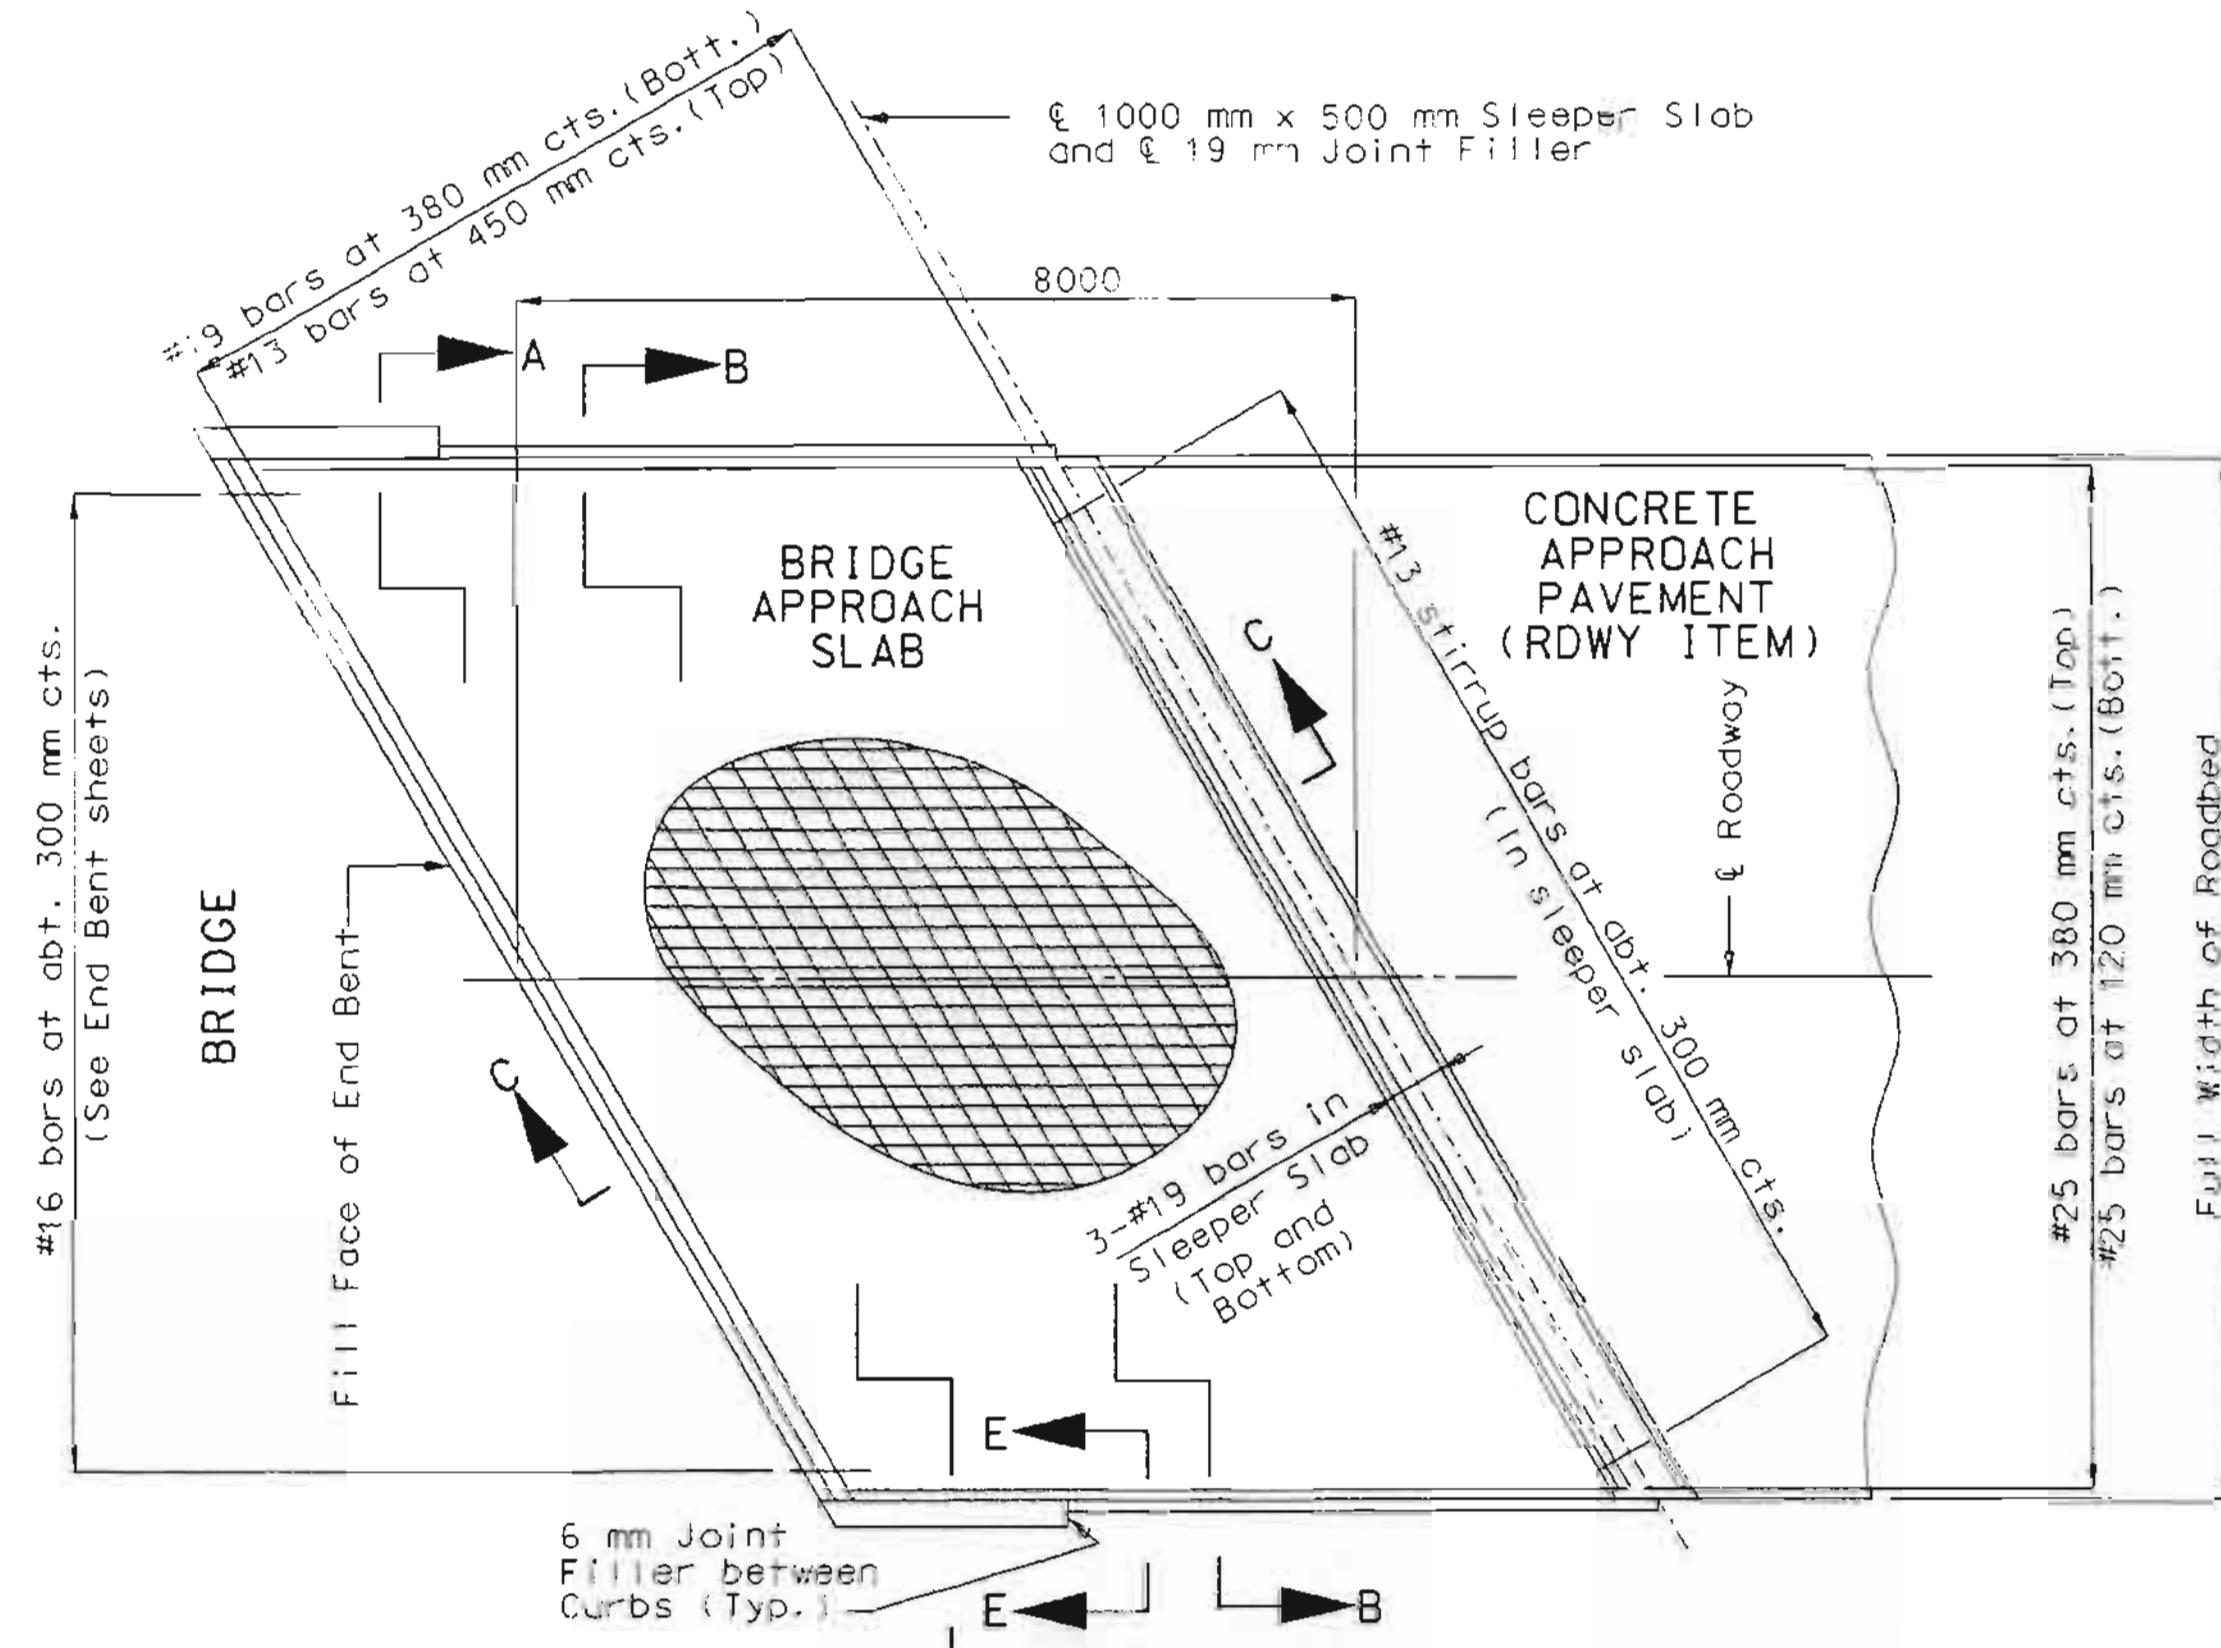 #19 bars at 380 mm cts.(Bott.)
#13 bars at 450 mm cts.(Top)
℄ 1000 mm x 500 mm Sleeper Slab
and ℄ 19 mm Joint Filler
8000
A
B
BRIDGE
APPROACH
SLAB
CONCRETE
APPROACH
PAVEMENT
(RDWY ITEM)
#13 stirrup bars at abt. 300 mm cts.
(In sleeper slab)
C
℄ Roadway
#16 bars at abt. 300 mm cts.
(See End Bent sheets)
BRIDGE
Fill Face of End Bent
C
3-#19 bars in
Sleeper Slab
(Top and
Bottom)
#25 bars at 380 mm cts.(Top)
#25 bars at 120 mm cts.(Bott.)
Full Width of Roadbed
E
6 mm Joint
Filler between
Curbs (Typ.)
E
B